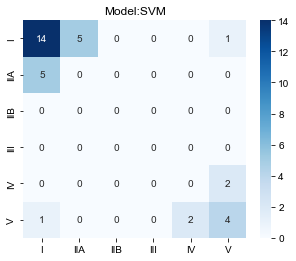 Model:SVM
14
I 14 5 0 0 0 1
12
IIA 5 0 0 0 0 0
10
IIB 0 0 0 0 0 0
8
6
III 0 0 0 0 0 0
4
IV 0 0 0 0 0 2
2
V 1 0 0 0 2 4
0
I IIA IIB III IV V